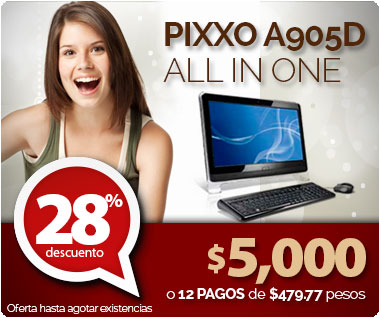 PIXXO A905D
ALL IN ONE
28%
descuento
$5,000
o 12 PAGOS de $479.77 pesos
Oferta hasta agotar existencias